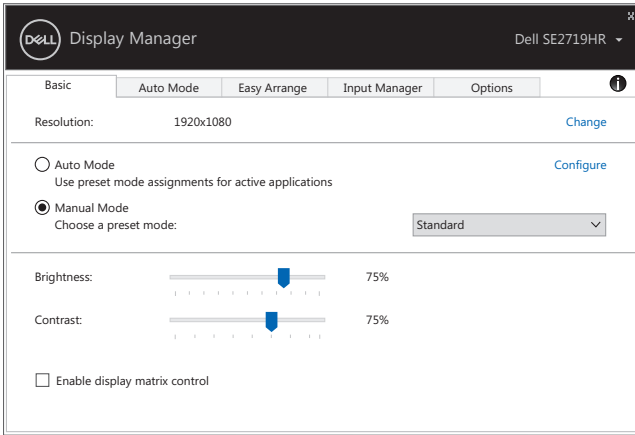 DELL Display Manager Dell SE2719HR
Basic Auto Mode Easy Arrange Input Manager Options
Resolution: 1920x1080 Change
Auto Mode Configure
Use preset mode assignments for active applications
Manual Mode
Choose a preset mode: Standard
Brightness: 75%
Contrast: 75%
Enable display matrix control